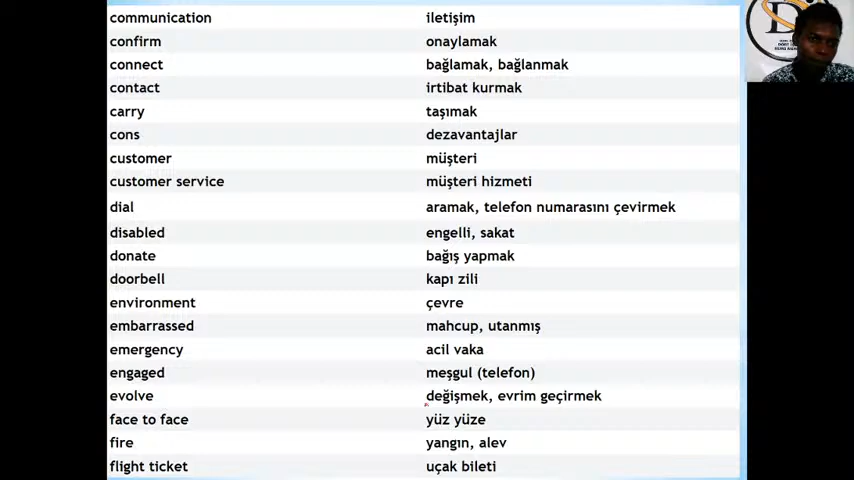 communication iletişim
confirm onaylamak
connect bağlamak, bağlanmak
contact irtibat kurmak
carry taşımak
cons dezavantajlar
customer müşteri
customer service müşteri hizmeti
dial aramak, telefon numarasını çevirmek
disabled engelli, sakat
donate bağış yapmak
doorbell kapı zili
environment çevre
embarrassed mahcup, utanmış
emergency acil vaka
engaged meşgul (telefon)
evolve değişmek, evrim geçirmek
face to face yüz yüze
fire yangın, alev
flight ticket uçak bileti